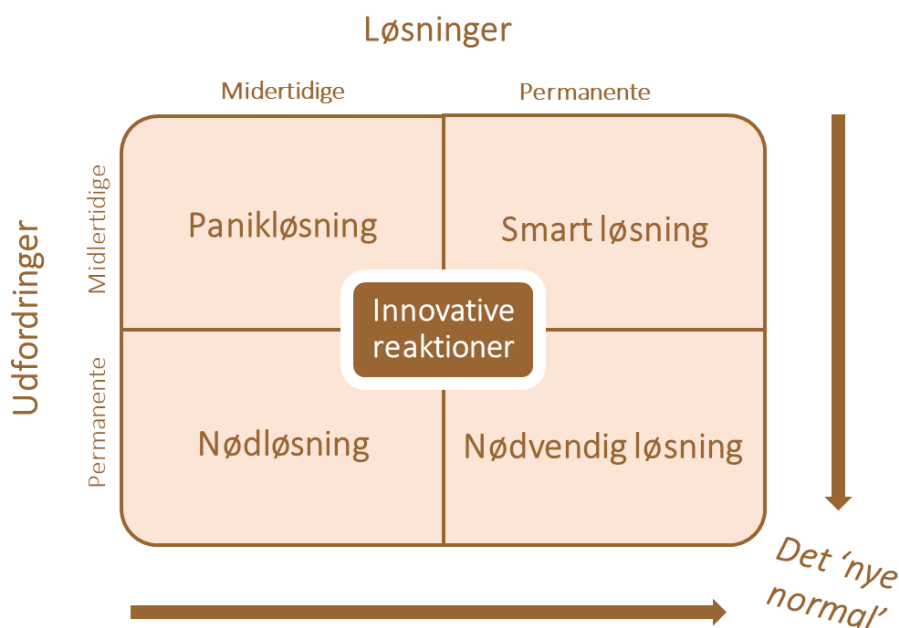 Løsninger
Midertidige
Permanente
Udfordringer
Midlertidige
Permanente
Panikløsning
Smart løsning
Innovative
reaktioner
Nødløsning
Nødvendig løsning
Det ‘nye
normal’